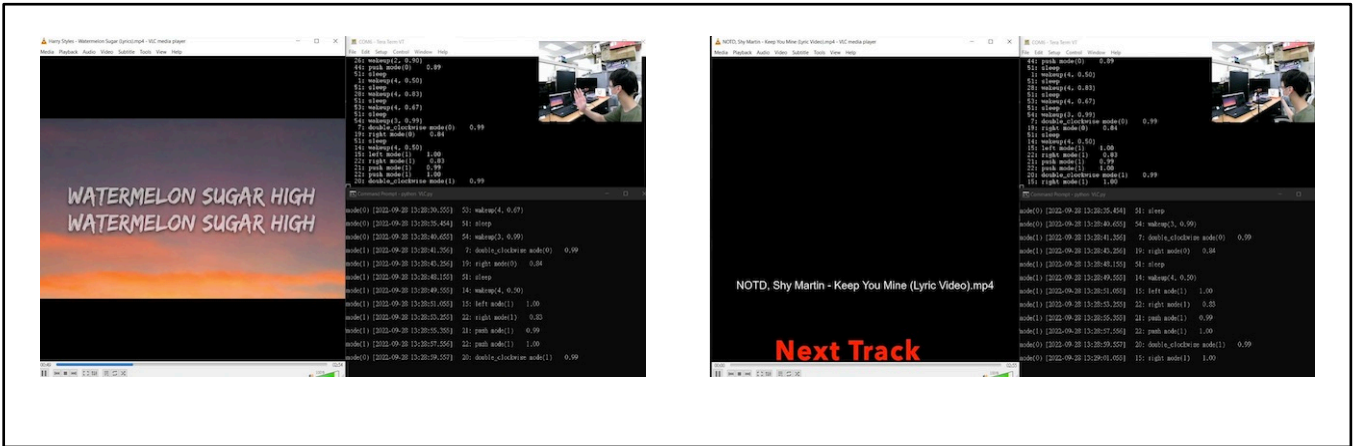 Harry Styles - Watermelon Sugar (Lyrics).mp4 - VLC media player
Media Playback Audio Video Subtitle Tools View Help
WATERMELON SUGAR HIGH
WATERMELON SUGAR HIGH
COM6 - Tera Term VT
File Edit Setup Control Window Help
26: wakeup(2, 0.90)
44: push mode(0) 0.89
51: sleep
1: wakeup(4, 0.50)
51: sleep
28: wakeup(4, 0.83)
51: sleep
53: wakeup(4, 0.67)
51: sleep
54: wakeup(3, 0.99)
7: double_clockwise mode(0) 0.99
19: right mode(0) 0.84
51: sleep
14: wakeup(4, 0.50)
15: left mode(1) 1.00
22: right mode(1) 0.83
21: push mode(1) 0.99
22: push mode(1) 1.00
20: double_clockwise mode(1) 0.99
Command Prompt - python VLC.py
mode(0) [2022-09-28 13:28:30.555] 53: wakeup(4, 0.67)
mode(0) [2022-09-28 13:28:35.454] 51: sleep
mode(0) [2022-09-28 13:28:40.655] 54: wakeup(3, 0.99)
mode(1) [2022-09-28 13:28:41.356] 7: double_clockwise mode(0) 0.99
mode(1) [2022-09-28 13:28:43.256] 19: right mode(0) 0.84
mode(1) [2022-09-28 13:28:48.155] 51: sleep
mode(1) [2022-09-28 13:28:49.555] 14: wakeup(4, 0.50)
mode(1) [2022-09-28 13:28:51.055] 15: left mode(1) 1.00
mode(1) [2022-09-28 13:28:53.255] 22: right mode(1) 0.83
mode(1) [2022-09-28 13:28:55.355] 21: push mode(1) 0.99
mode(1) [2022-09-28 13:28:57.556] 22: push mode(1) 1.00
mode(0) [2022-09-28 13:28:59.557] 20: double_clockwise mode(1) 0.99
NOTD, Shy Martin - Keep You Mine (Lyric Video).mp4 - VLC media player
Media Playback Audio Video Subtitle Tools View Help
NOTD, Shy Martin - Keep You Mine (Lyric Video).mp4
Next Track
00:00 02:55
COM6 - Tera Term VT
File Edit Setup Control Window Help
44: push mode(0) 0.89
51: sleep
1: wakeup(4, 0.50)
51: sleep
28: wakeup(4, 0.83)
51: sleep
53: wakeup(4, 0.67)
51: sleep
54: wakeup(3, 0.99)
7: double_clockwise mode(0) 0.99
19: right mode(0) 0.84
51: sleep
14: wakeup(4, 0.50)
15: left mode(1) 1.00
22: right mode(1) 0.83
21: push mode(1) 0.99
22: push mode(1) 1.00
20: double_clockwise mode(1) 0.99
15: right mode(1) 1.00
Command Prompt - python VLC.py
mode(0) [2022-09-28 13:28:35.454] 51: sleep
mode(0) [2022-09-28 13:28:40.655] 54: wakeup(3, 0.99)
mode(1) [2022-09-28 13:28:41.356] 7: double_clockwise mode(0) 0.99
mode(1) [2022-09-28 13:28:43.256] 19: right mode(0) 0.84
mode(1) [2022-09-28 13:28:48.155] 51: sleep
mode(1) [2022-09-28 13:28:49.555] 14: wakeup(4, 0.50)
mode(1) [2022-09-28 13:28:51.055] 15: left mode(1) 1.00
mode(1) [2022-09-28 13:28:53.255] 22: right mode(1) 0.83
mode(1) [2022-09-28 13:28:55.355] 21: push mode(1) 0.99
mode(1) [2022-09-28 13:28:57.556] 22: push mode(1) 1.00
mode(0) [2022-09-28 13:28:59.557] 20: double_clockwise mode(1) 0.99
mode(0) [2022-09-28 13:29:01.055] 15: right mode(1) 1.00